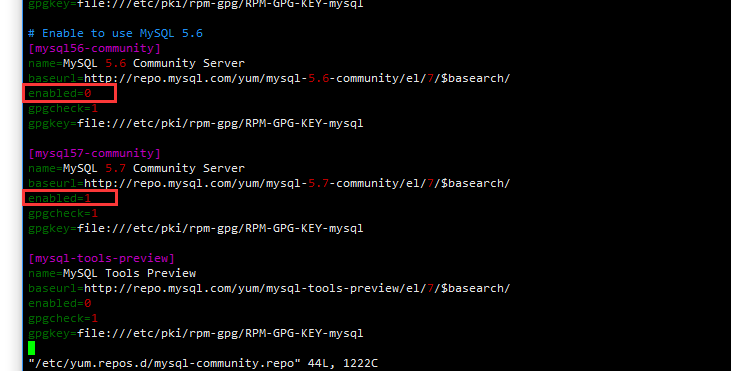 gpgkey=file:///etc/pki/rpm-gpg/RPM-GPG-KEY-mysql
# Enable to use MySQL 5.6
[mysql56-community]
name=MySQL 5.6 Community Server
baseurl=http://repo.mysql.com/yum/mysql-5.6-community/el/7/$basearch/
enabled=0
gpgcheck=1
gpgkey=file:///etc/pki/rpm-gpg/RPM-GPG-KEY-mysql
[mysql57-community]
name=MySQL 5.7 Community Server
baseurl=http://repo.mysql.com/yum/mysql-5.7-community/el/7/$basearch/
enabled=1
gpgcheck=1
gpgkey=file:///etc/pki/rpm-gpg/RPM-GPG-KEY-mysql
[mysql-tools-preview]
name=MySQL Tools Preview
baseurl=http://repo.mysql.com/yum/mysql-tools-preview/el/7/$basearch/
enabled=0
gpgcheck=1
gpgkey=file:///etc/pki/rpm-gpg/RPM-GPG-KEY-mysql
"/etc/yum.repos.d/mysql-community.repo" 44L, 1222C